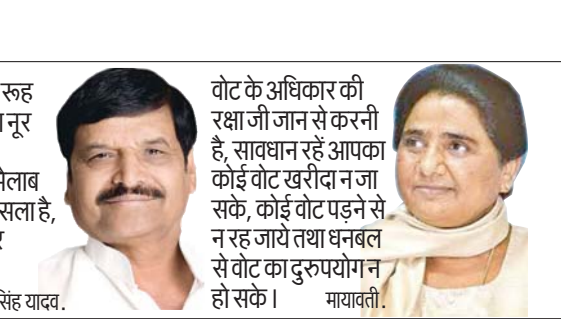 रूह
नूर
सला है,
सिंह यादव.
वोट के अधिकार की
रक्षा जी जान से करनी
है, सावधान रहें आपका
कोई वोट खरीदा न जा
सके, कोई वोट पड़ने से
न रह जाये तथा धनबल
से वोट का दुरुपयोग न
हो सके। मायावती.